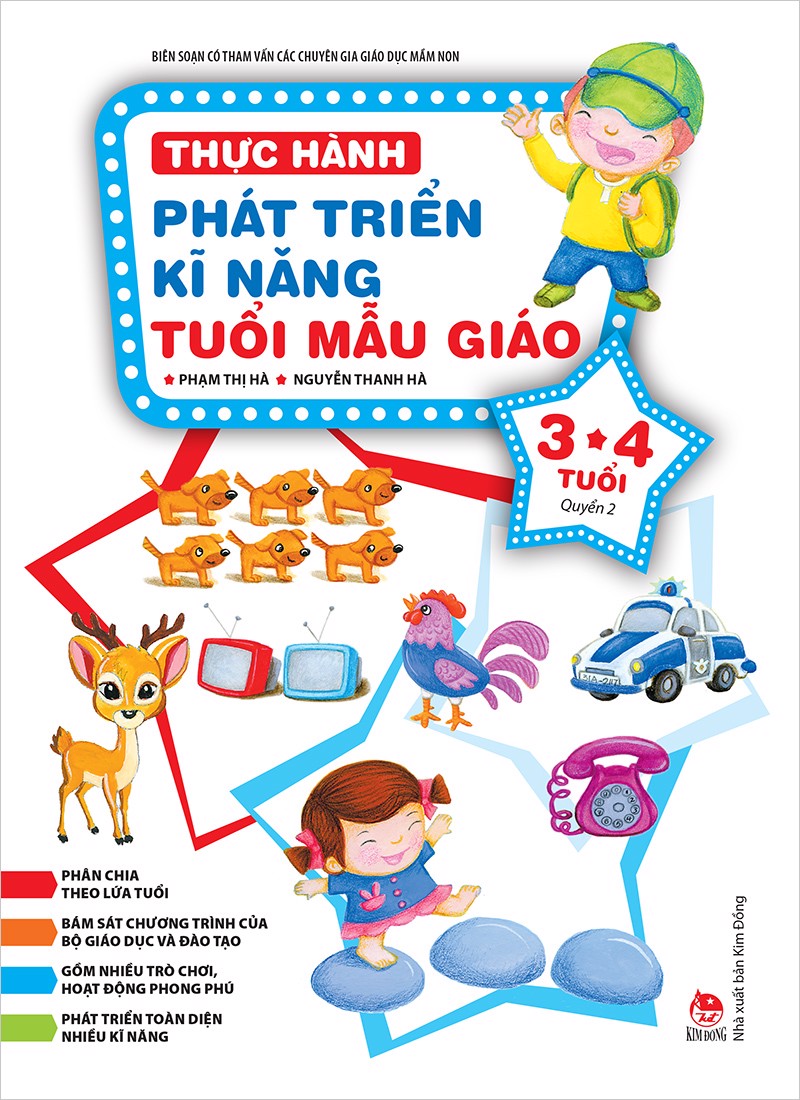 BIÊN SOẠN CÓ THAM VẤN CÁC CHUYÊN GIA GIÁO DỤC MẦM NON
THỰC HÀNH
PHÁT TRIỂN
KĨ NĂNG
TUỔI MẪU GIÁO
PHẠM THỊ HÀ ★ NGUYỄN THANH HÀ
3 ★ 4
TUỔI
Quyển 2
31A-247
PHÂN CHIA
THEO LỨA TUỔI
BÁM SÁT CHƯƠNG TRÌNH CỦA
BỘ GIÁO DỤC VÀ ĐÀO TẠO
GỒM NHIỀU TRÒ CHƠI,
HOẠT ĐỘNG PHONG PHÚ
PHÁT TRIỂN TOÀN DIỆN
NHIỀU KĨ NĂNG
KIM ĐỒNG
Nhà xuất bản Kim Đồng